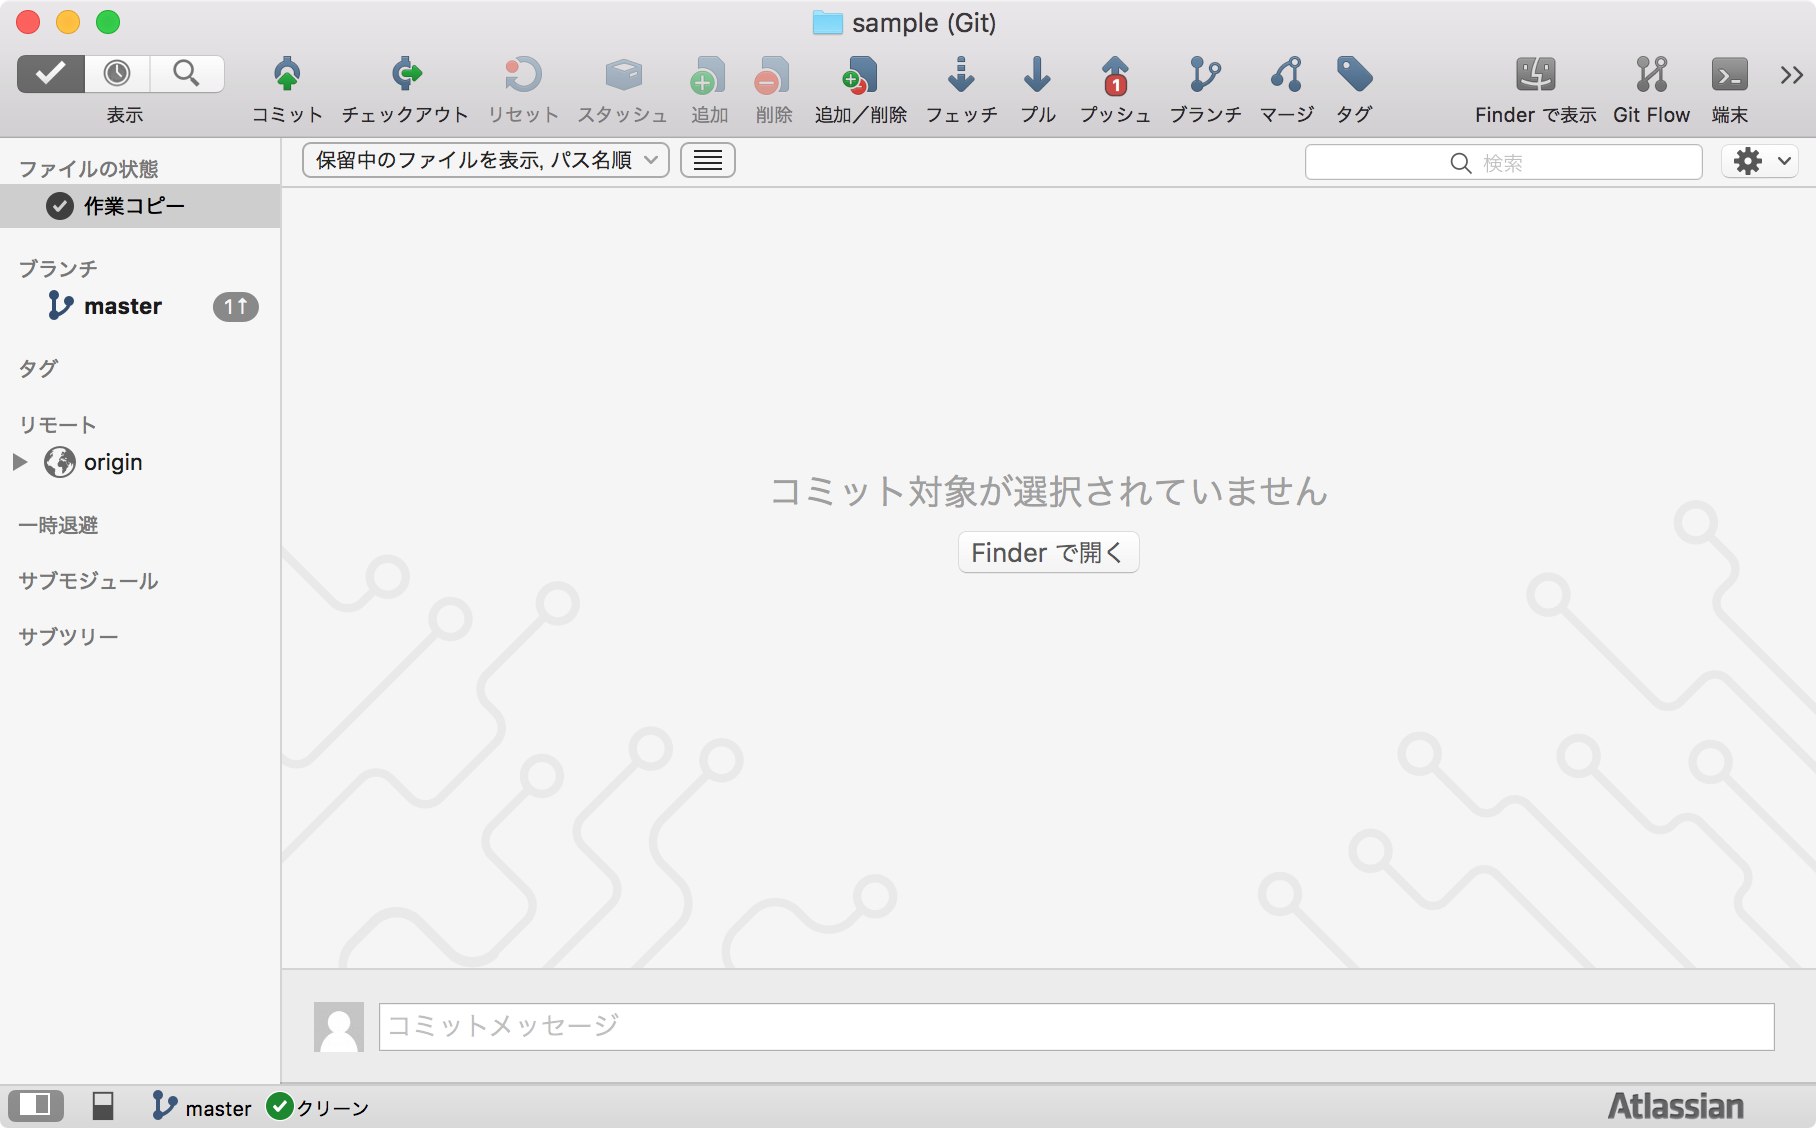 sample (Git)
表示
コミット
チェックアウト
リセット
スタッシュ
追加
削除
追加／削除
フェッチ
プル
1
プッシュ
ブランチ
マージ
タグ
Finder で表示
Git Flow
端末
ファイルの状態
作業コピー
ブランチ
master
1↑
タグ
リモート
origin
一時退避
サブモジュール
サブツリー
保留中のファイルを表示, パス名順
検索
コミット対象が選択されていません
Finder で開く
コミットメッセージ
master
クリーン
Atlassian